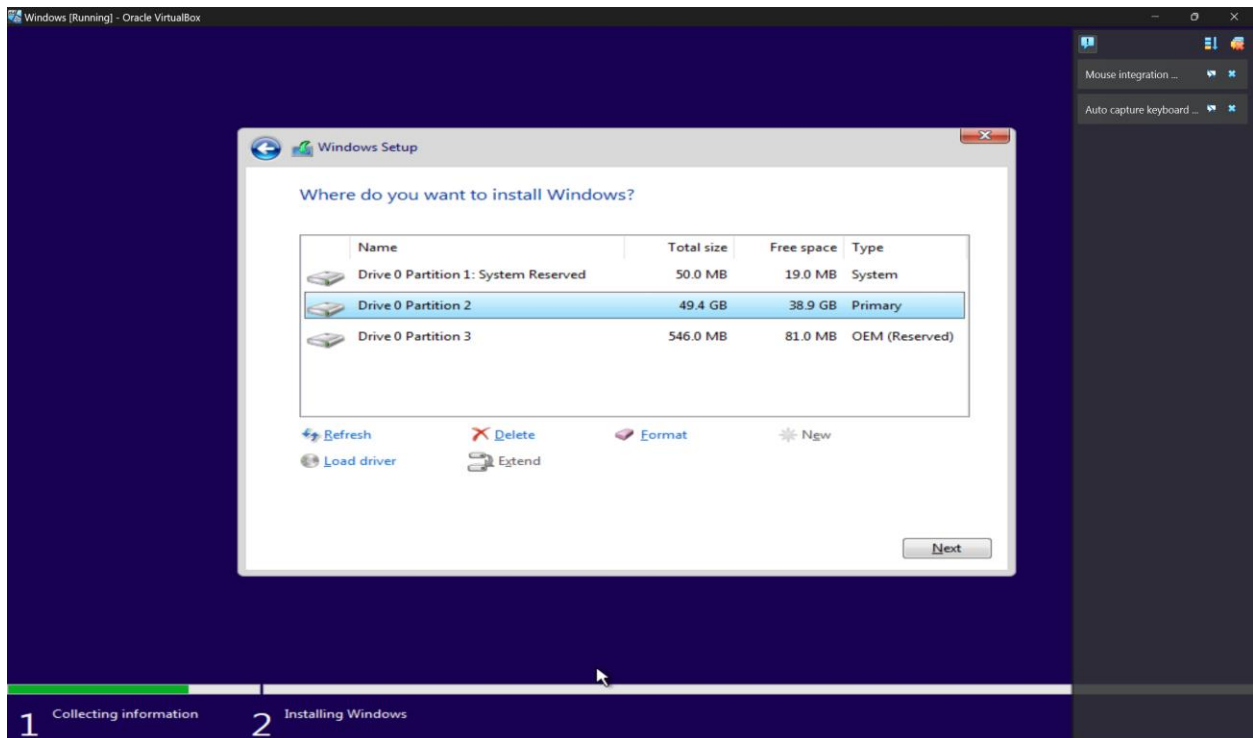 Windows [Running] - Oracle VirtualBox
Mouse integration ...
Auto capture keyboard ...
Windows Setup
Where do you want to install Windows?
Name Total size Free space Type
Drive 0 Partition 1: System Reserved 50.0 MB 19.0 MB System
Drive 0 Partition 2 49.4 GB 38.9 GB Primary
Drive 0 Partition 3 546.0 MB 81.0 MB OEM (Reserved)
Refresh Delete Format New
Load driver Extend
Next
1 Collecting information 2 Installing Windows